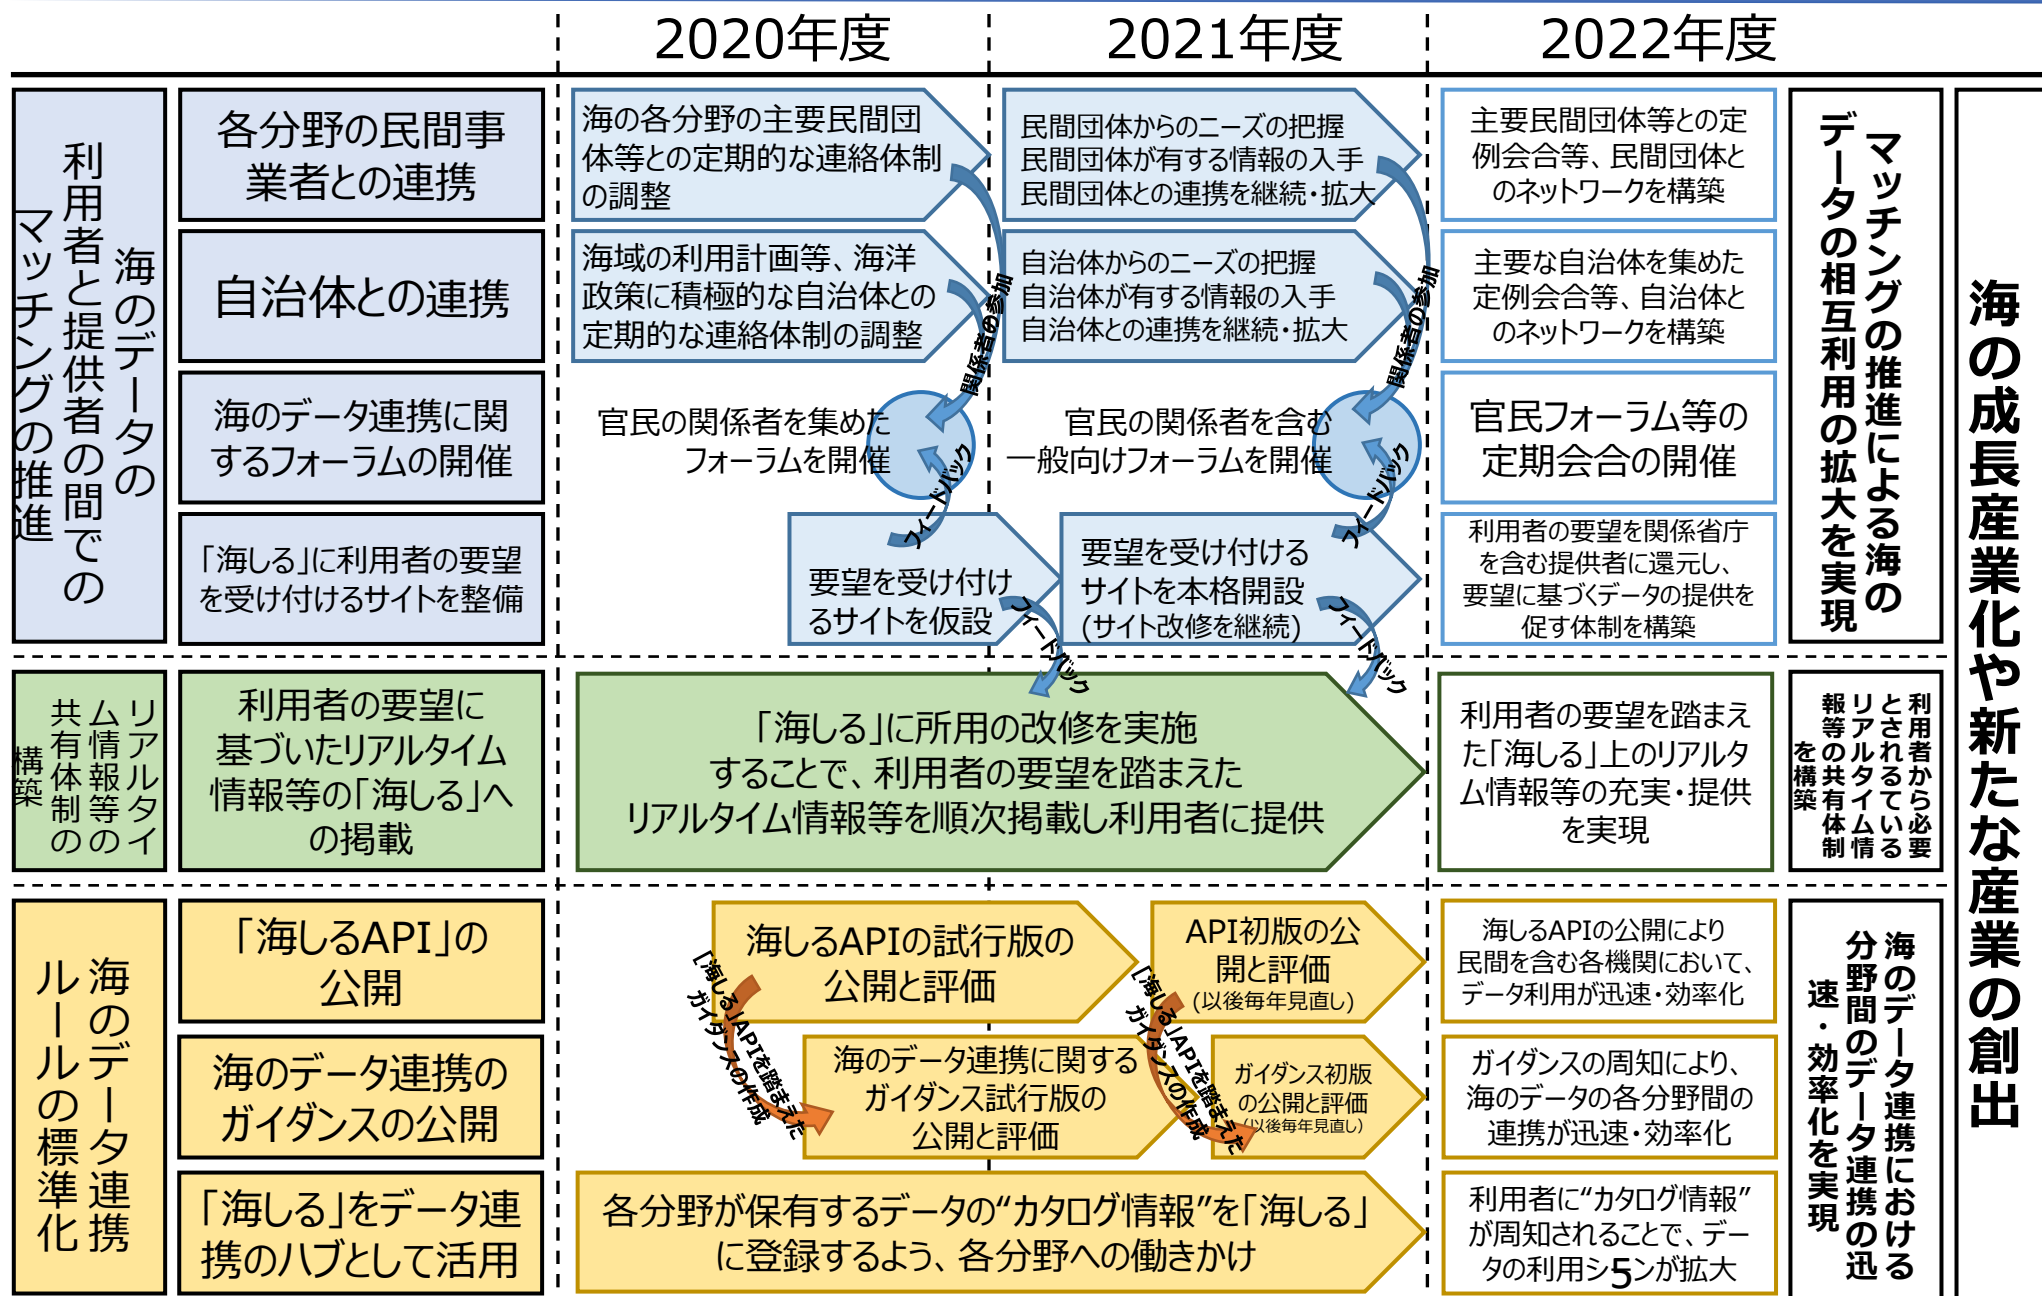 2020年度
2021年度
2022年度
海のデータの
利用者と提供者の間での
マッチングの推進
各分野の民間事
業者との連携
海の各分野の主要民間団
体等との定期的な連絡体制
の調整
民間団体からのニーズの把握
民間団体が有する情報の入手
民間団体との連携を継続・拡大
主要民間団体等との定
例会合等、民間団体と
のネットワークを構築
自治体との連携
海域の利用計画等、海洋
政策に積極的な自治体との
定期的な連絡体制の調整
自治体からのニーズの把握
自治体が有する情報の入手
自治体との連携を継続・拡大
主要な自治体を集めた
定例会合等、自治体と
のネットワークを構築
関係者の参加
関係者の参加
海のデータ連携に関
するフォーラムの開催
官民の関係者を集めた
フォーラムを開催
官民の関係者を含む
一般向けフォーラムを開催
官民フォーラム等の
定期会合の開催
フィードバック
フィードバック
「海しる」に利用者の要望
を受け付けるサイトを整備
要望を受け付け
るサイトを仮設
要望を受け付ける
サイトを本格開設
(サイト改修を継続)
利用者の要望を関係省庁
を含む提供者に還元し、
要望に基づくデータの提供を
促す体制を構築
フィードバック
フィードバック
マッチングの推進による海の
データの相互利用の拡大を実現
リアルタイ
ム情報等の
共有体制の
構築
利用者の要望に
基づいたリアルタイム
情報等の「海しる」へ
の掲載
「海しる」に所用の改修を実施
することで、利用者の要望を踏まえた
リアルタイム情報等を順次掲載し利用者に提供
利用者の要望を踏まえ
た「海しる」上のリアルタイ
ム情報等の充実・提供
を実現
利用者から必要
とされるている
リアルタイム情
報等の共有体制
を構築
海のデータ連携
ルールの標準化
「海しるAPI」の
公開
海しるAPIの試行版の
公開と評価
API初版の公
開と評価
(以後毎年見直し)
海しるAPIの公開により
民間を含む各機関において、
データ利用が迅速・効率化
「海しる」APIを踏まえた
ガイダンスの作成
「海しる」APIを踏まえた
ガイダンスの作成
海のデータ連携の
ガイダンスの公開
海のデータ連携に関する
ガイダンス試行版の
公開と評価
ガイダンス初版
の公開と評価
(以後毎年見直し)
ガイダンスの周知により、
海のデータの各分野間の
連携が迅速・効率化
「海しる」をデータ連
携のハブとして活用
各分野が保有するデータの“カタログ情報”を「海しる」
に登録するよう、各分野への働きかけ
利用者に“カタログ情報”
が周知されることで、デー
タの利用シーンが拡大
海のデータ連携における
分野間のデータ連携の迅
速・効率化を実現
海の成長産業化や新たな産業の創出
5